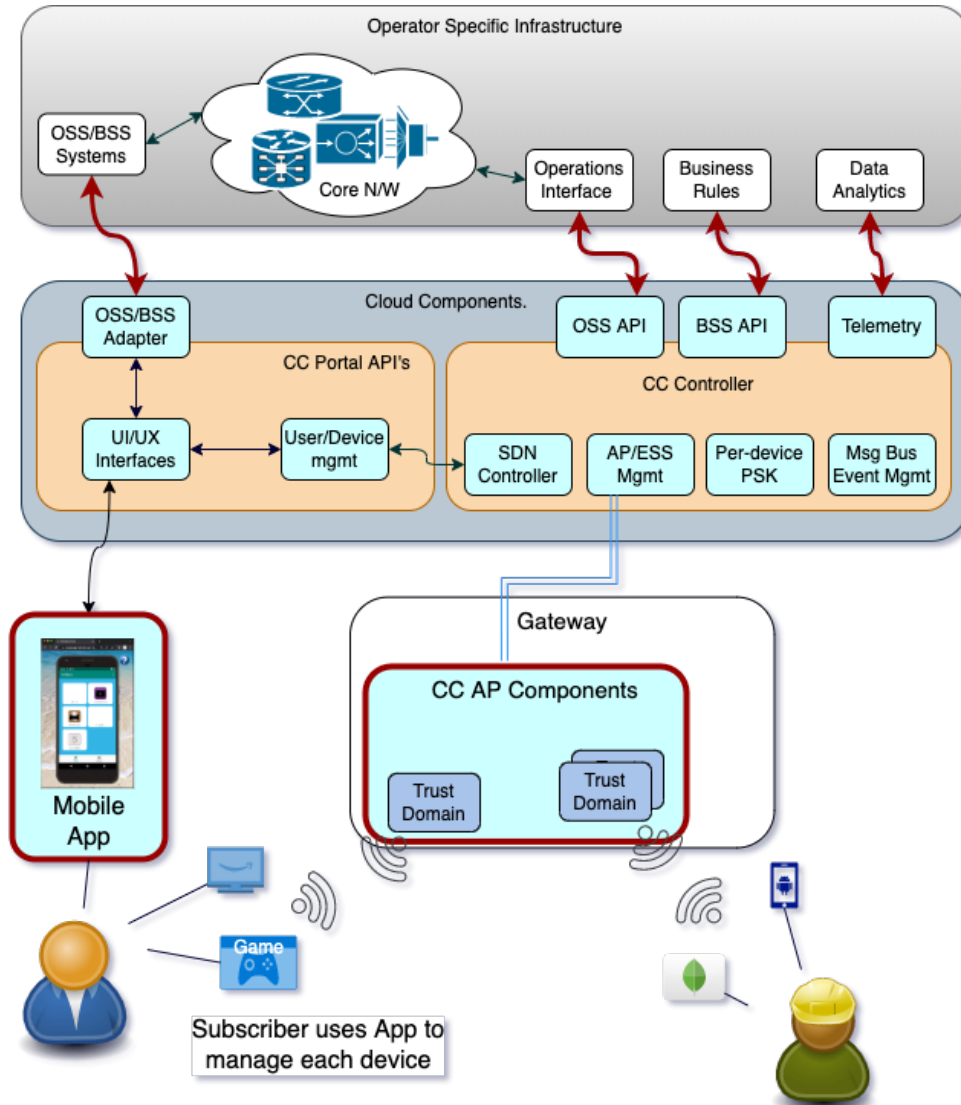 Operator Specific Infrastructure
OSS/BSS
Systems
Core N/W
Operations
Interface
Business
Rules
Data
Analytics
Cloud Components.
OSS/BSS
Adapter
OSS API
BSS API
Telemetry
CC Portal API's
CC Controller
UI/UX
Interfaces
User/Device
mgmt
SDN
Controller
AP/ESS
Mgmt
Per-device
PSK
Msg Bus
Event Mgmt
Gateway
CC AP Components
Trust
Domain
Trust
Domain
Mobile
App
Game
Subscriber uses App to
manage each device